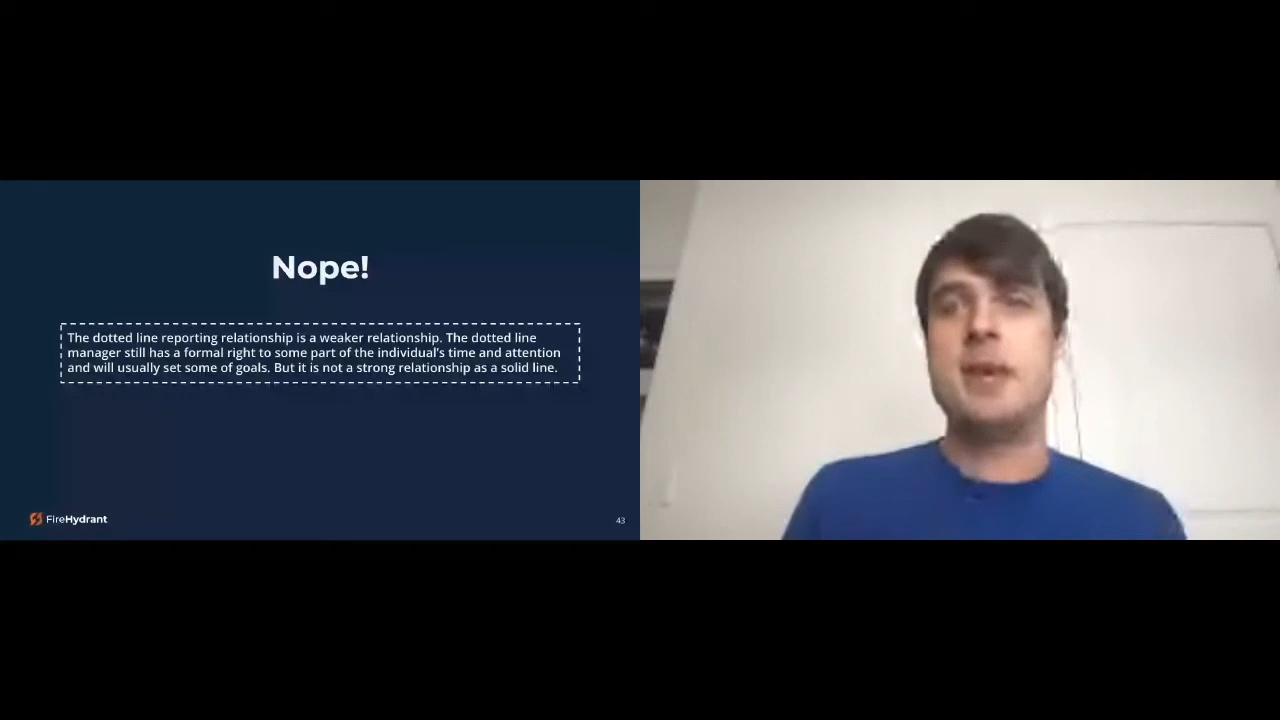 Nope!
The dotted line reporting relationship is a weaker relationship. The dotted line
manager still has a formal right to some part of the individual's time and attention
and will usually set some of goals. But it is not a strong relationship as a solid line.
FireHydrant
43